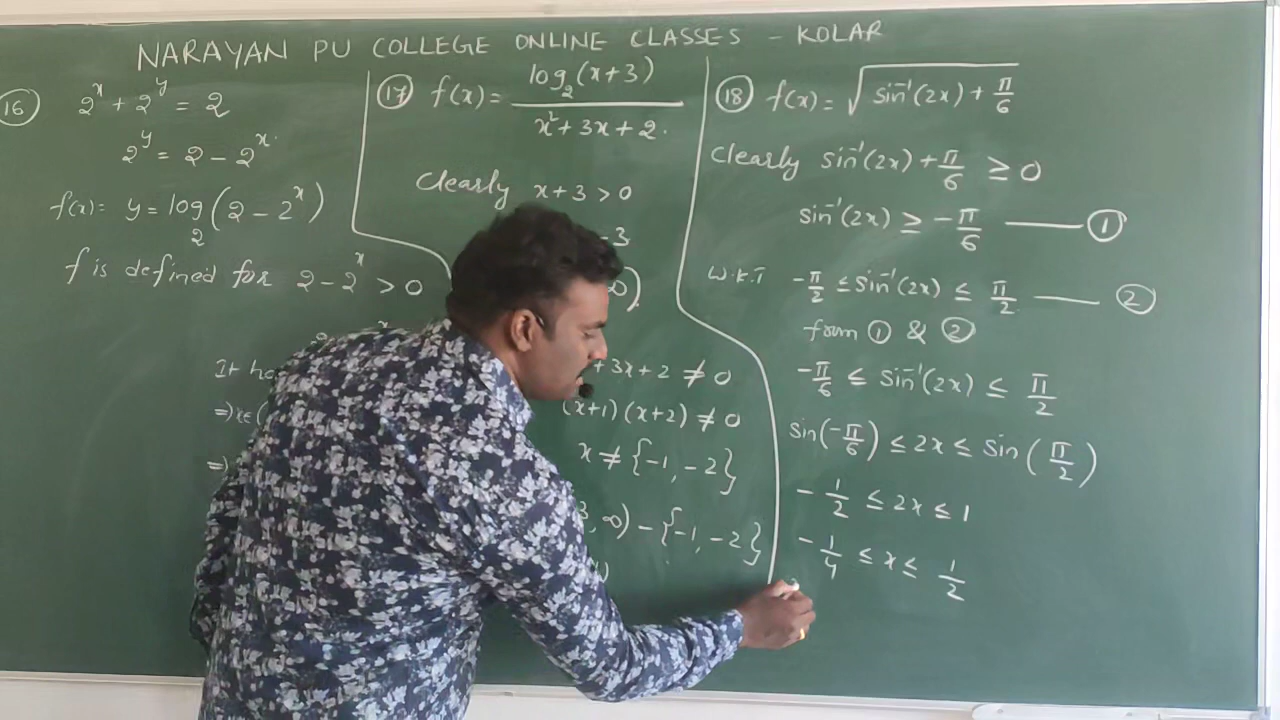 NARAYAN PU COLLEGE ONLINE CLASSES - KOLAR
16 2^x + 2^y = 2
2^y = 2 - 2^x.
f(x) = y = log_2(2 - 2^x)
f is defined for 2 - 2^x > 0
It
=) x ∈ (
=)
17 f(x) = log_2(x+3) / x²+3x+2.
Clearly x+3 > 0
-3
∞).
+3x+2 ≠ 0
(x+1)(x+2) ≠ 0
x ≠ {-1, -2}
3, ∞) - {-1, -2}
18 f(x) = √(sin⁻¹(2x) + π/6)
Clearly sin⁻¹(2x) + π/6 ≥ 0
sin⁻¹(2x) ≥ -π/6 —— 1
W.K.T -π/2 ≤ sin⁻¹(2x) ≤ π/2 —— 2
from 1 & 2
-π/6 ≤ sin⁻¹(2x) ≤ π/2
sin(-π/6) ≤ 2x ≤ sin(π/2)
-1/2 ≤ 2x ≤ 1
-1/4 ≤ x ≤ 1/2